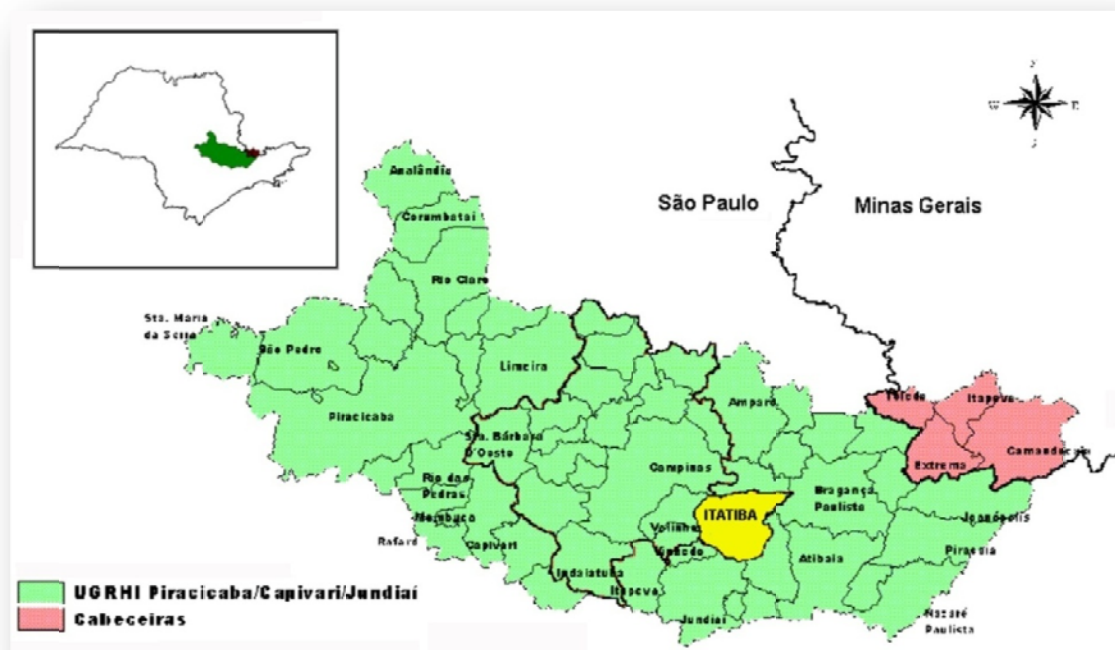 N
W
E
S
São Paulo
Minas Gerais
Analândia
Corumbataí
Rio Claro
Sta. Maria
da Serra
São Pedro
Limeira
Piracicaba
Amparo
Toledo
Itapeva
Sta. Bárbara
D'Oeste
Campinas
Camanducaia
Extrema
Rio das
Pedras
Bragança
Paulista
Mombuca
ITATIBA
Valinhos
Joanópolis
Rafard
Capivari
Vinhedo
Atibaia
Piracaia
Indaiatuba
Itupeva
Jundiaí
Nazaré
Paulista
UGRHI Piracicaba/Capivari/Jundiaí
Cabeceiras